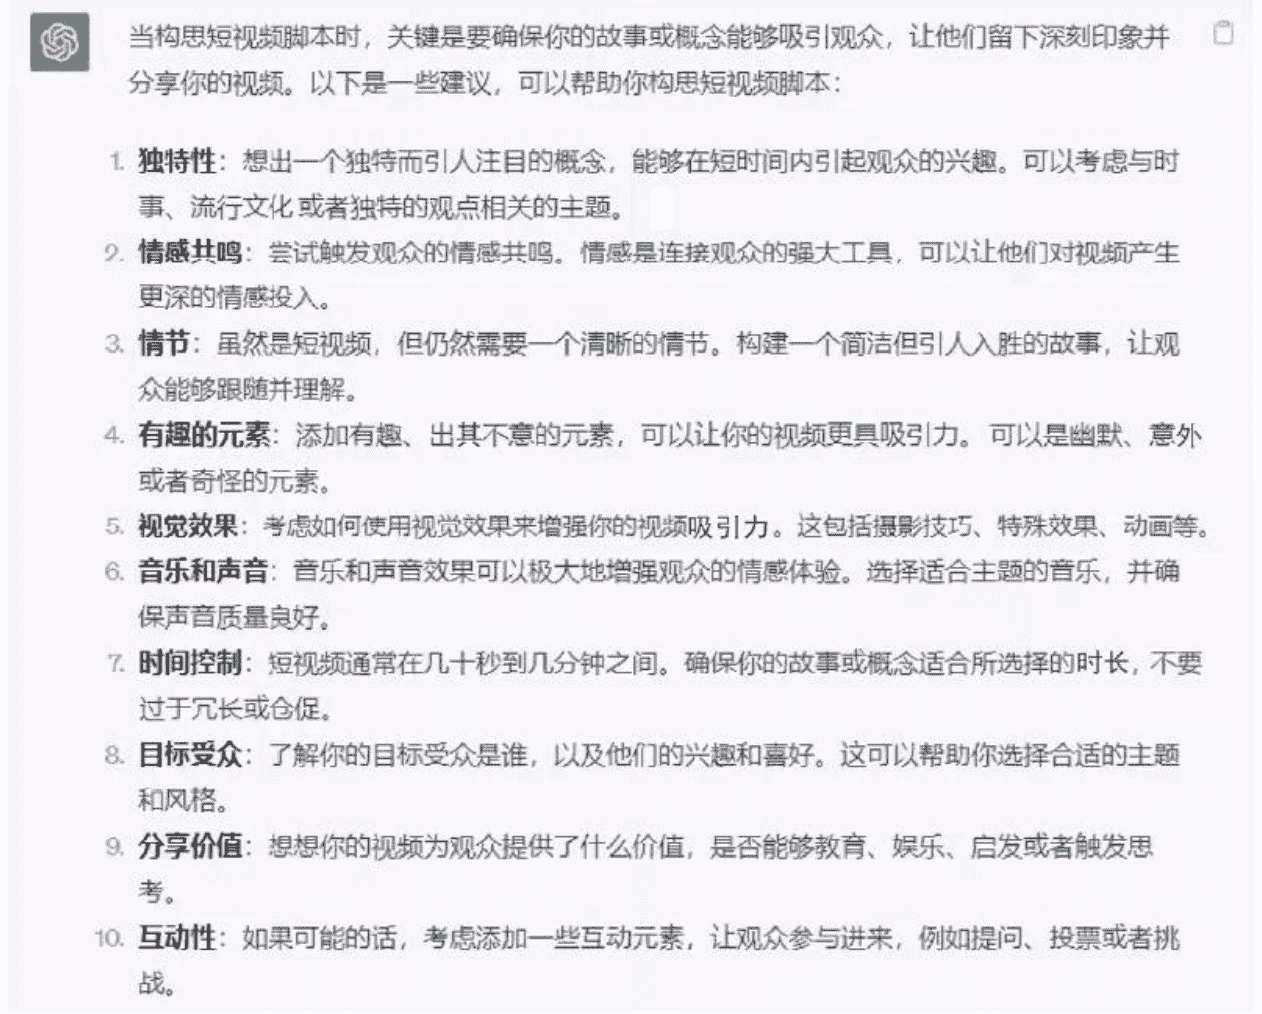 当构思短视频脚本时，关键是要确保你的故事或概念能够吸引观众，让他们留下深刻印象并
分享你的视频。以下是一些建议，可以帮助你构思短视频脚本：
1. 独特性：想出一个独特而引人注目的概念，能够在短时间内引起观众的兴趣。可以考虑与时
事、流行文化或者独特的观点相关的主题。
2. 情感共鸣：尝试触发观众的情感共鸣。情感是连接观众的强大工具，可以让他们对视频产生
更深的情感投入。
3. 情节：虽然是短视频，但仍然需要一个清晰的情节。构建一个简洁但引人入胜的故事，让观
众能够跟随并理解。
4. 有趣的元素：添加有趣、出其不意的元素，可以让你的视频更具吸引力。可以是幽默、意外
或者奇怪的元素。
5. 视觉效果：考虑如何使用视觉效果来增强你的视频吸引力。这包括摄影技巧、特殊效果、动画等。
6. 音乐和声音：音乐和声音效果可以极大地增强观众的情感体验。选择适合主题的音乐，并确
保声音质量良好。
7. 时间控制：短视频通常在几十秒到几分钟之间。确保你的故事或概念适合所选择的时长，不要
过于冗长或仓促。
8. 目标受众：了解你的目标受众是谁，以及他们的兴趣和喜好。这可以帮助你选择合适的主题
和风格。
9. 分享价值：想想你的视频为观众提供了什么价值，是否能够教育、娱乐、启发或者触发思
考。
10. 互动性：如果可能的话，考虑添加一些互动元素，让观众参与进来，例如提问、投票或者挑
战。